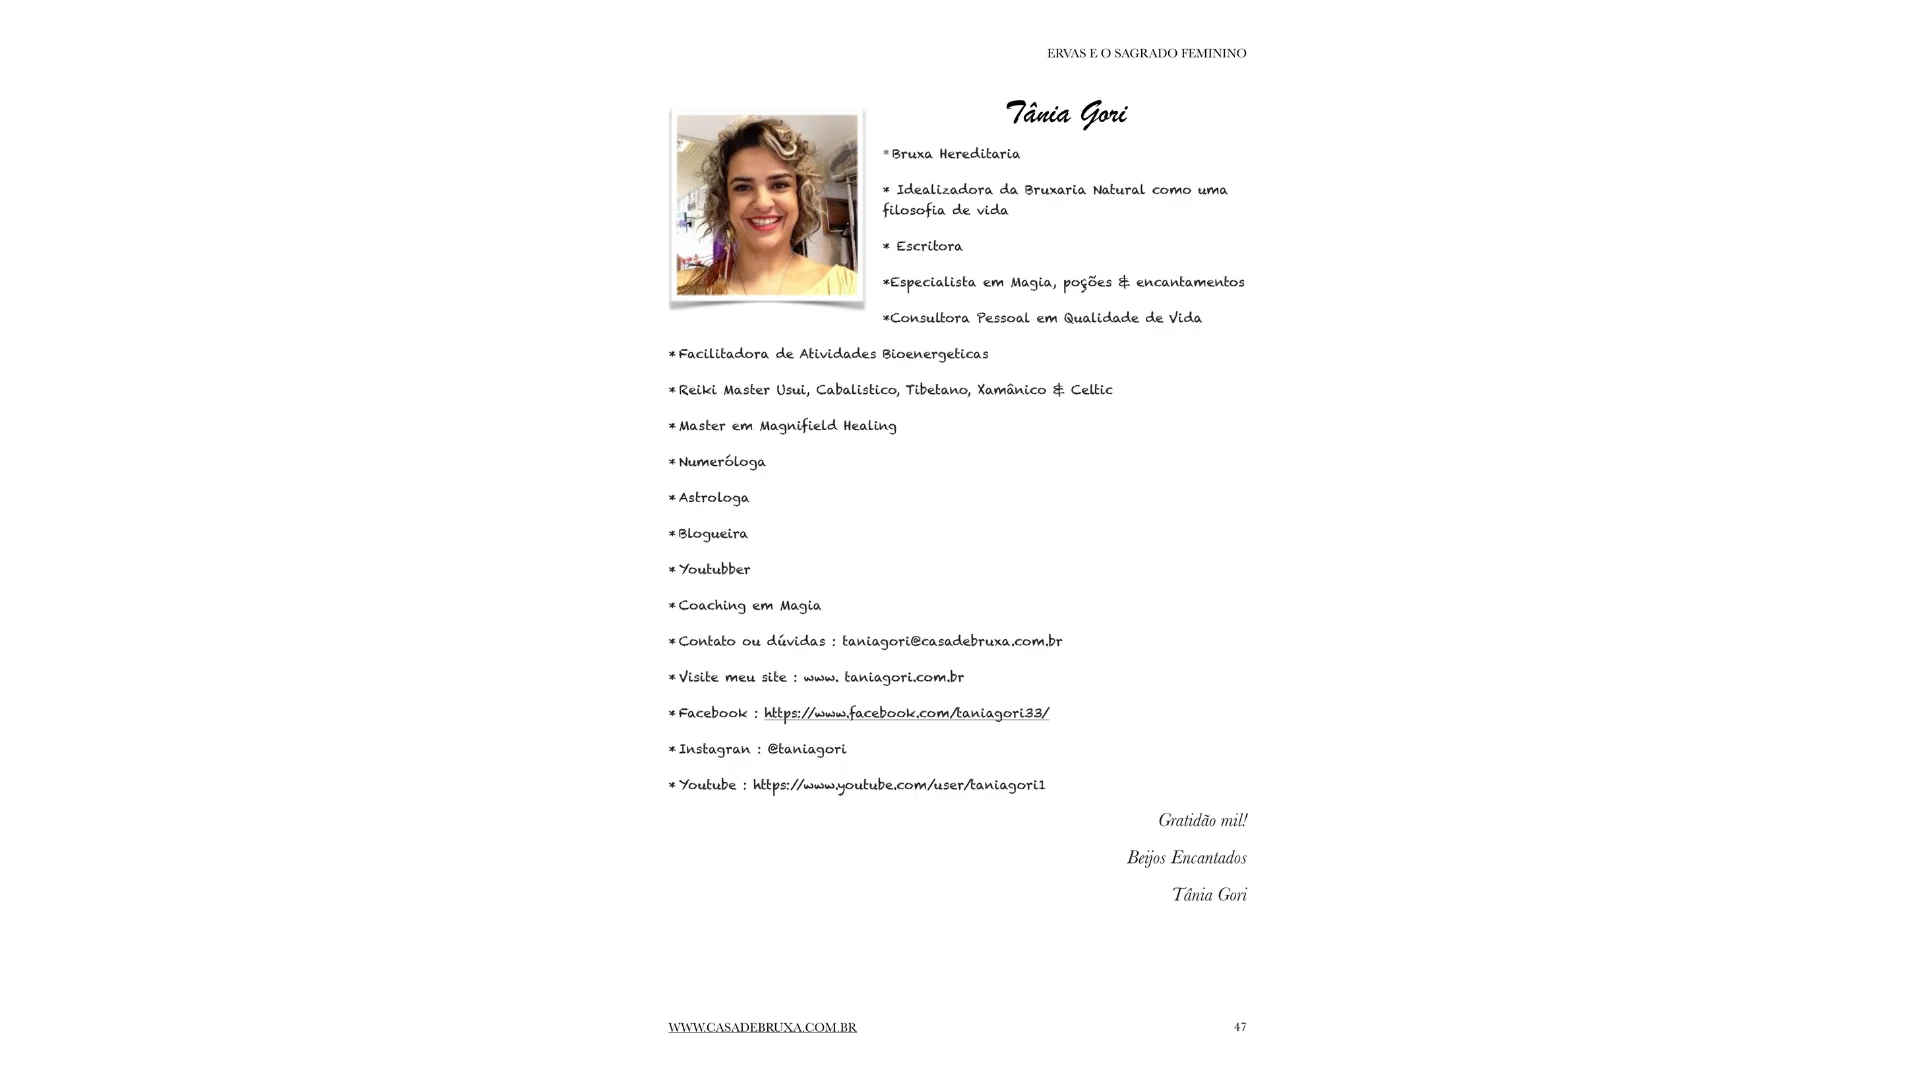 ERVAS E O SAGRADO FEMININO
Tânia Gori
*Bruxa Hereditaria
* Idealizadora da Bruxaria Natural como uma
filosofia de vida
* Escritora
*Especialista em Magia, poções & encantamentos
*Consultora Pessoal em Qualidade de Vida
*Facilitadora de Atividades Bioenergeticas
*Reiki Master Usui, Cabalistico, Tibetano, Xamânico & Celtic
*Master em Magnifield Healing
*Numeróloga
*Astrologa
*Blogueira
*Youtubber
*Coaching em Magia
*Contato ou dúvidas : taniagori@casadebruxa.com.br
*Visite meu site : www. taniagori.com.br
*Facebook : https://www.facebook.com/taniagori33/
*Instagran : @taniagori
*Youtube : https://www.youtube.com/user/taniagori1
Gratidão mil!
Beijos Encantados
Tânia Gori
WWW.CASADEBRUXA.COM.BR
47